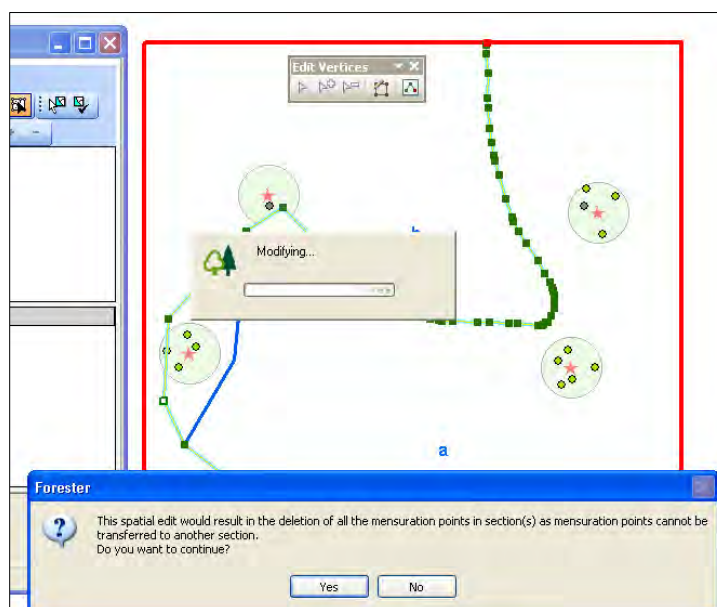 Edit Vertices
Modifying...
a
Forester
This spatial edit would result in the deletion of all the mensuration points in section(s) as mensuration points cannot be
transferred to another section.
Do you want to continue?
Yes
No